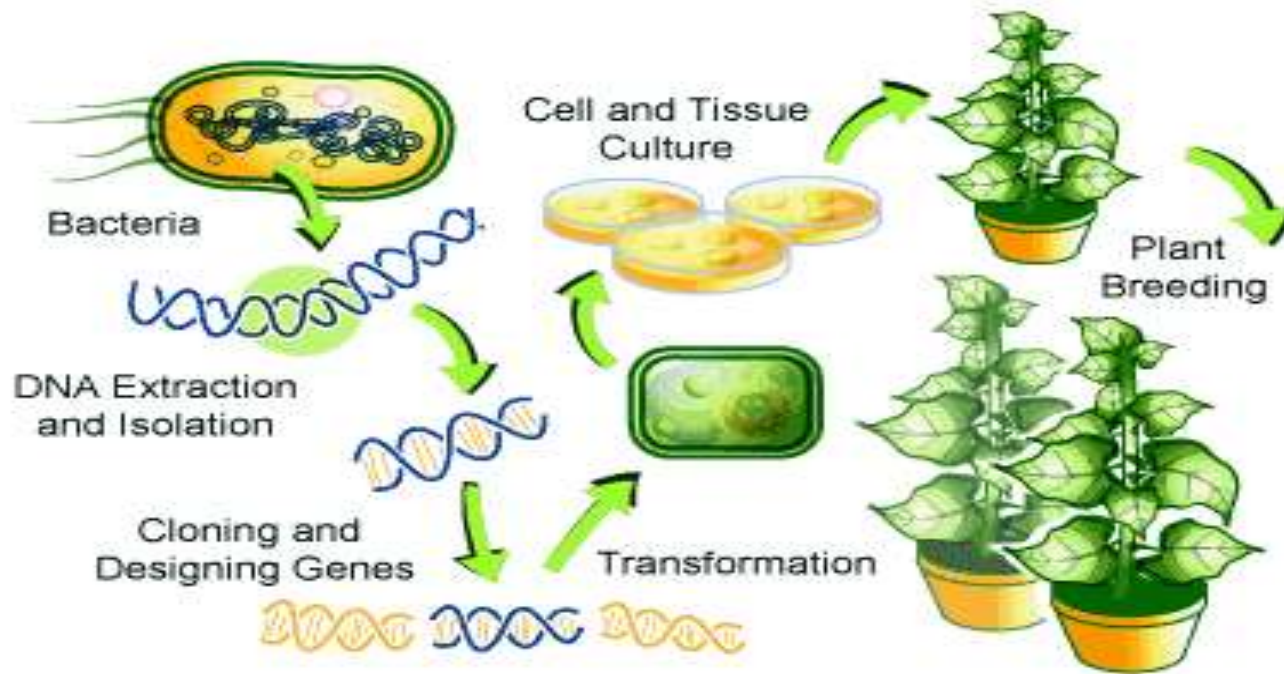 Bacteria
DNA Extraction
and Isolation
Cloning and
Designing Genes
Transformation
Cell and Tissue
Culture
Plant
Breeding